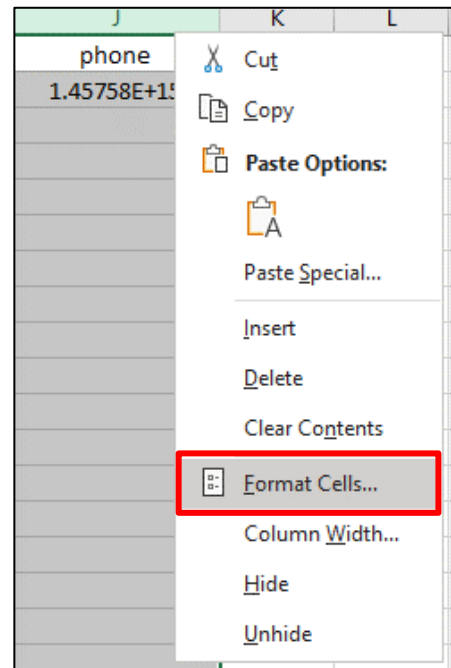 J K L
phone
1.45758E+15
Cut
Copy
Paste Options:
A
Paste Special...
Insert
Delete
Clear Contents
Format Cells...
Column Width...
Hide
Unhide